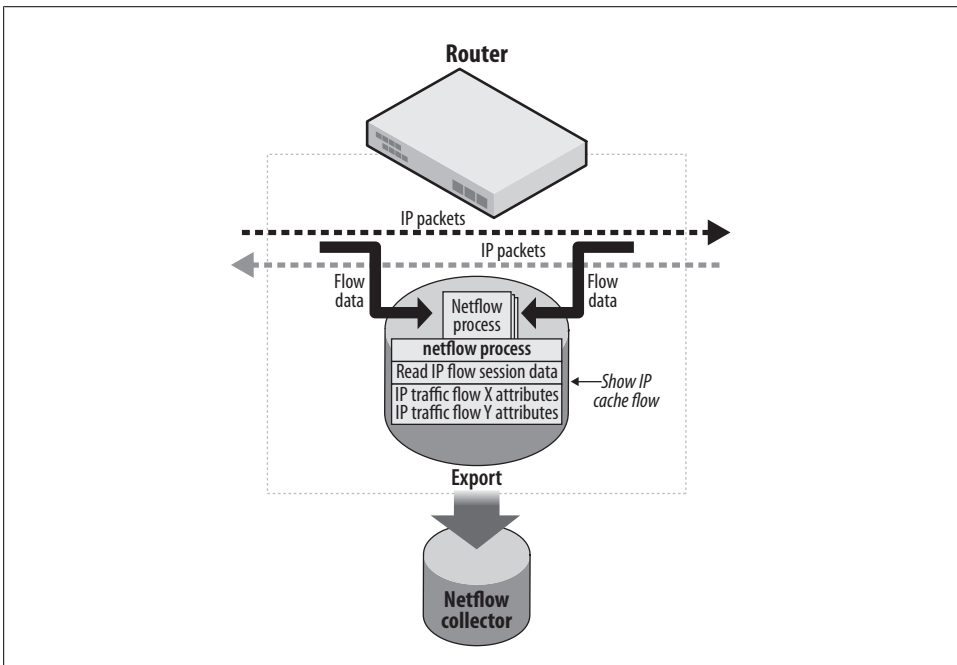 Router
IP packets
IP packets
Flow
data
Flow
data
Netflow
process
netflow process
Read IP flow session data
IP traffic flow X attributes
IP traffic flow Y attributes
Show IP
cache flow
Export
Netflow
collector